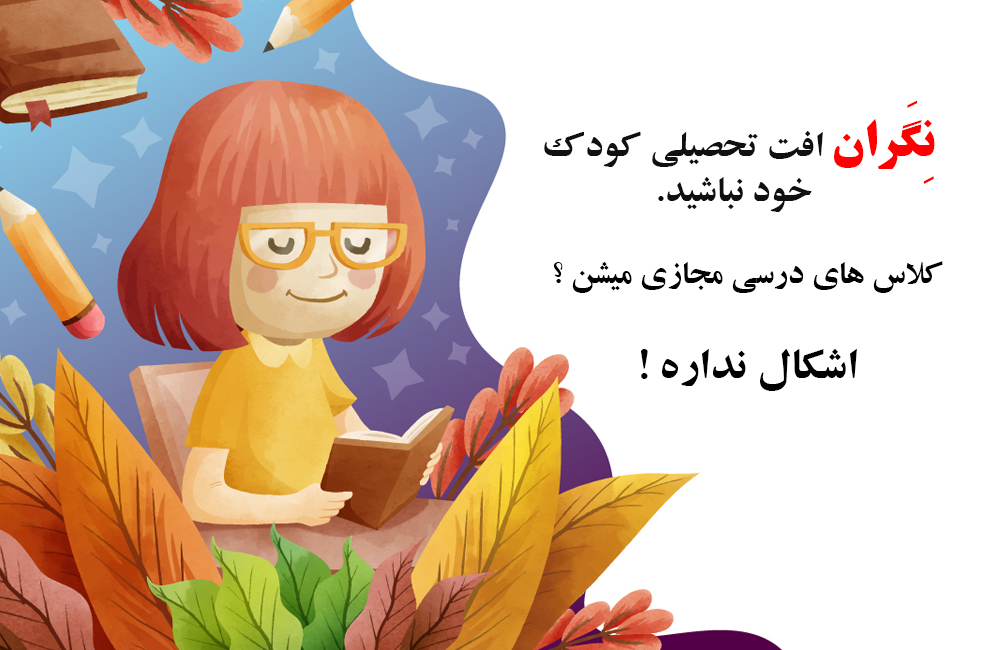 نِگَران افت تحصیلی کودک
خود نباشید.
کلاس های درسی مجازی میشن ؟
اشکال نداره !